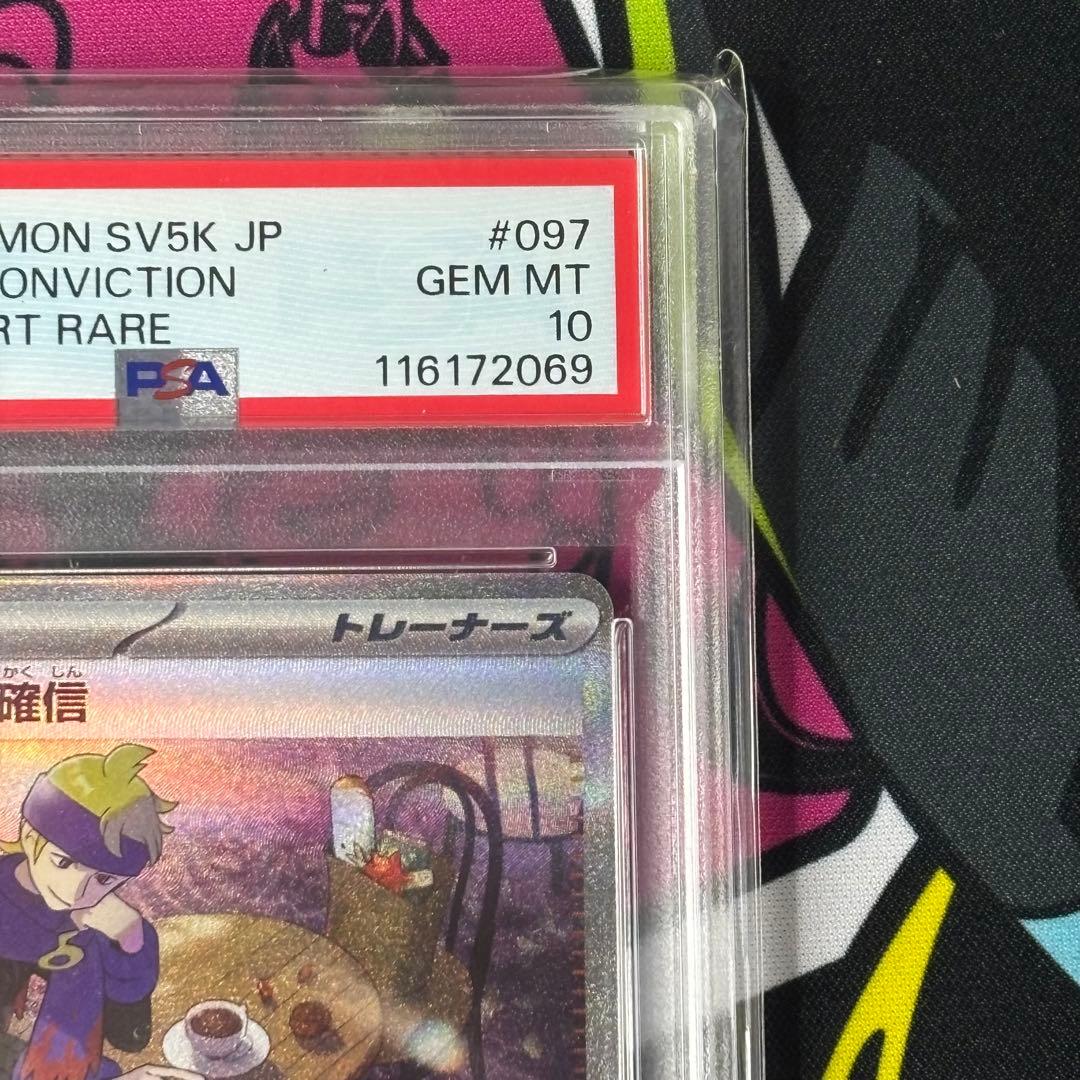 MON SV5K JP #097
ONVICTION GEM MT
RT RARE 10
PSA 116172069
トレーナーズ
かくしん
確信